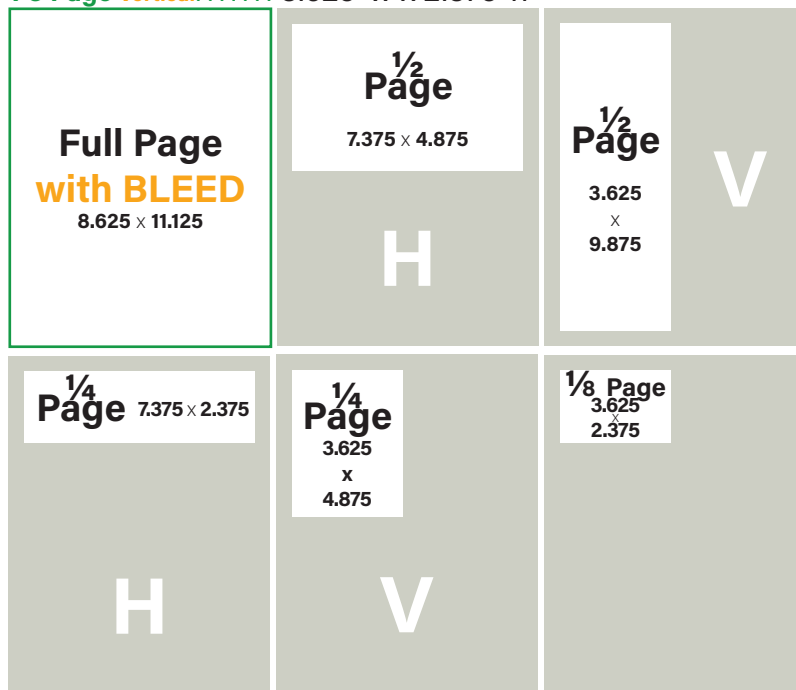 Full Page
with BLEED
8.625 x 11.125
½
Page
7.375 x 4.875
H
½
Page
3.625
x
9.875
V
¼
Page 7.375 x 2.375
H
¼
Page
3.625
x
4.875
V
⅛ Page
3.625
x
2.375